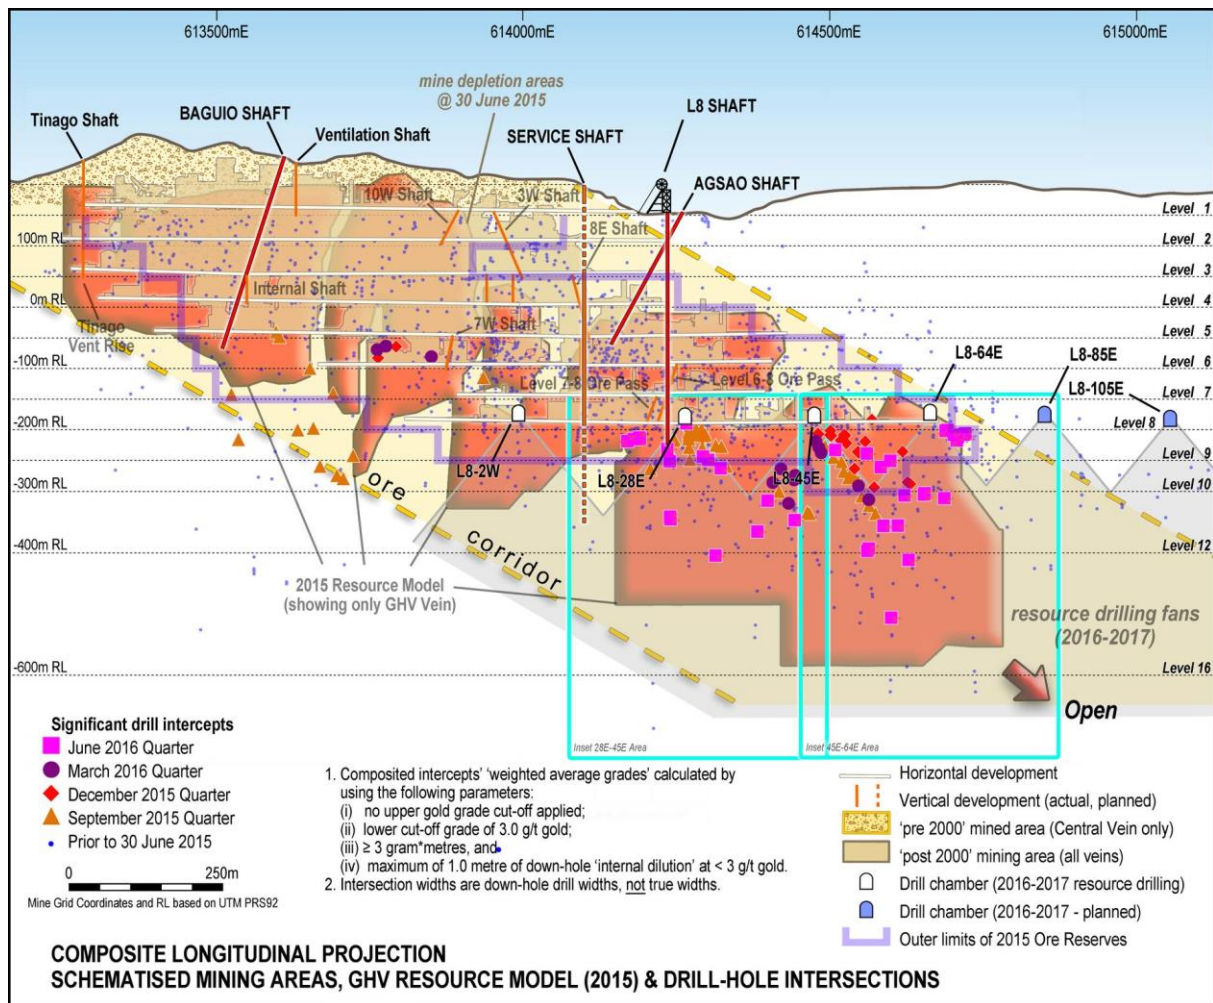 613500mE
614000mE
614500mE
615000mE
mine depletion areas
@ 30 June 2015
L8 SHAFT
BAGUIO SHAFT
Tinago Shaft
Ventilation Shaft
SERVICE SHAFT
AGSAO SHAFT
10W Shaft
3W Shaft
8E Shaft
Level 1
100m RL
Level 2
Level 3
Internal Shaft
0m RL
Level 4
Tinago
Vent Rise
7W Shaft
Level 5
L8-64E
L8-85E
-100m RL
Level 6
Level 7-8 Ore Pass
Level 6-8 Ore Pass
L8-105E
Level 7
-200m RL
Level 8
L8-2W
L8-28E
L8-45E
Level 9
-300m RL
Level 10
ore
corridor
-400m RL
Level 12
2015 Resource Model
(showing only GHV Vein)
resource drilling fans
(2016-2017)
-600m RL
Level 16
Open
Inset 28E-45E Area
Inset 45E-64E Area
Significant drill intercepts
June 2016 Quarter
March 2016 Quarter
December 2015 Quarter
September 2015 Quarter
Prior to 30 June 2015
0
250m
Mine Grid Coordinates and RL based on UTM PRS92
1. Composited intercepts' 'weighted average grades' calculated by
using the following parameters:
(i) no upper gold grade cut-off applied;
(ii) lower cut-off grade of 3.0 g/t gold;
(iii) ≥ 3 gram*metres, and
(iv) maximum of 1.0 metre of down-hole 'internal dilution' at < 3 g/t gold.
2. Intersection widths are down-hole drill widths, not true widths.
Horizontal development
Vertical development (actual, planned)
'pre 2000' mined area (Central Vein only)
'post 2000' mining area (all veins)
Drill chamber (2016-2017 resource drilling)
Drill chamber (2016-2017 - planned)
Outer limits of 2015 Ore Reserves
COMPOSITE LONGITUDINAL PROJECTION
SCHEMATISED MINING AREAS, GHV RESOURCE MODEL (2015) & DRILL-HOLE INTERSECTIONS